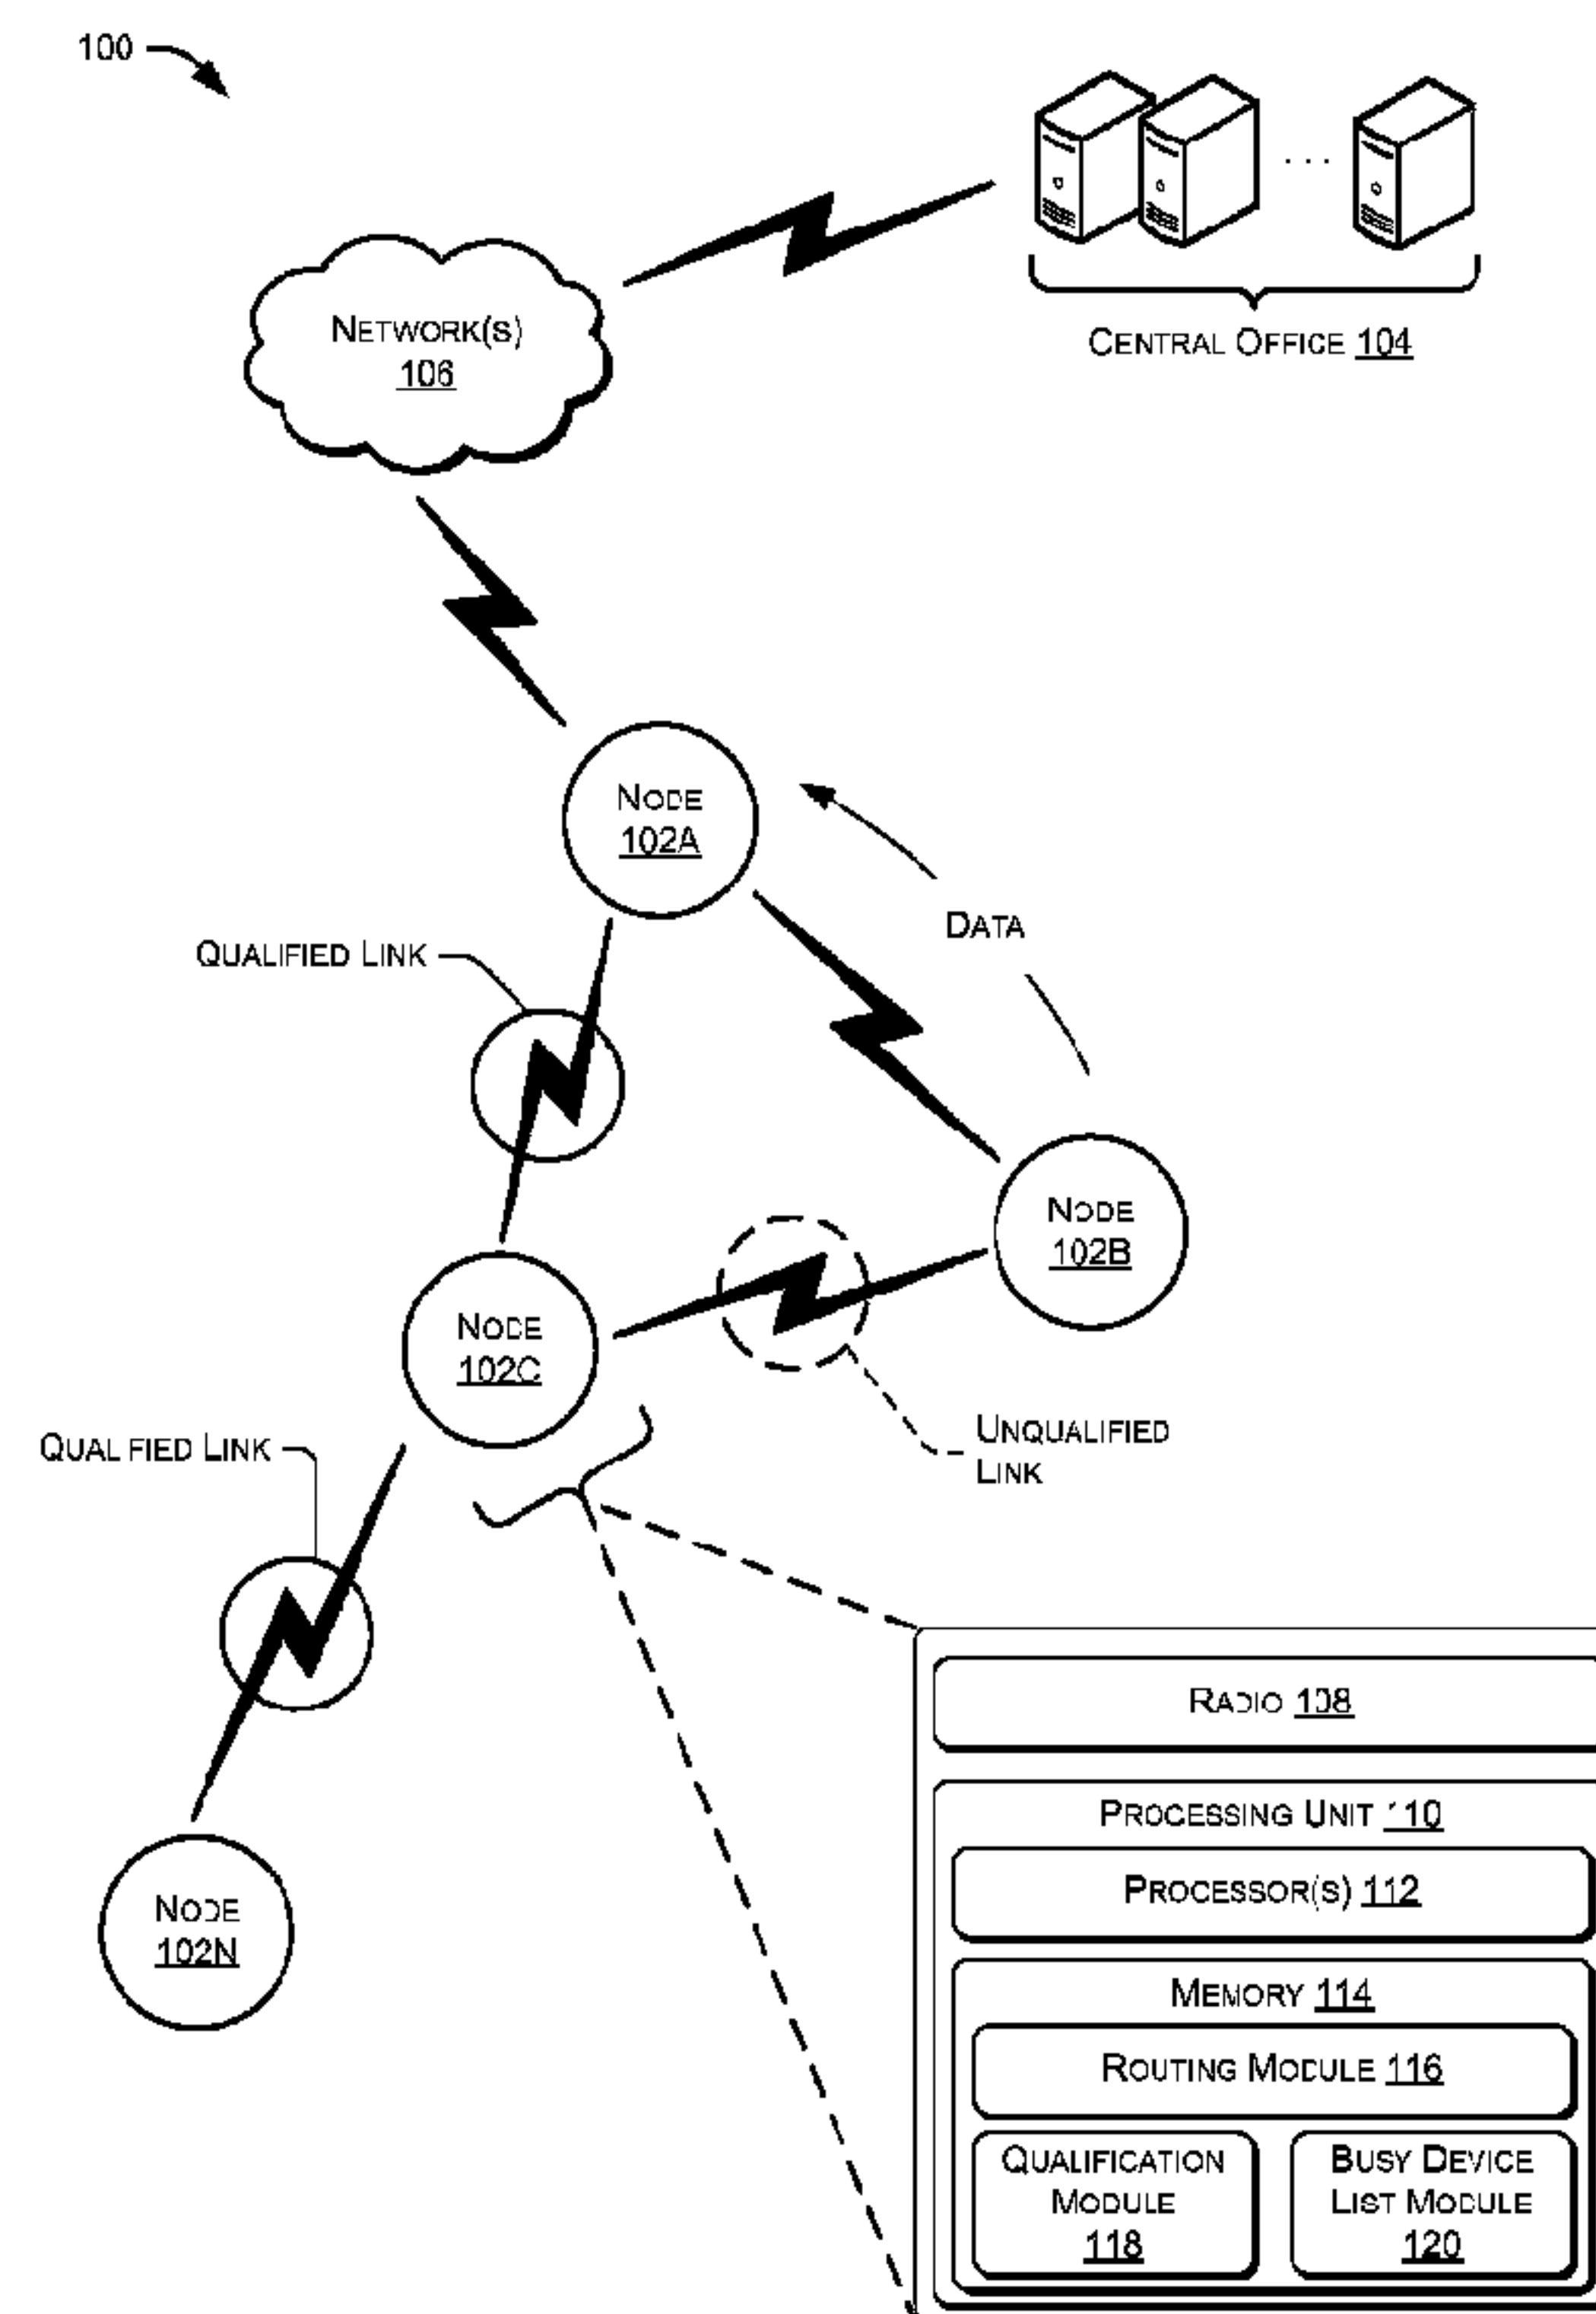 100
NETWORK(S)
106
CENTRAL OFFICE 104
NODE
102A
DATA
QUALIFIED LINK
NODE
102B
NODE
102C
UNQUALIFIED
LINK
QUALIFIED LINK
NODE
102N
RADIO 108
PROCESSING UNIT 110
PROCESSOR(S) 112
MEMORY 114
ROUTING MODULE 116
QUALIFICATION
MODULE
118
BUSY DEVICE
LIST MODULE
120